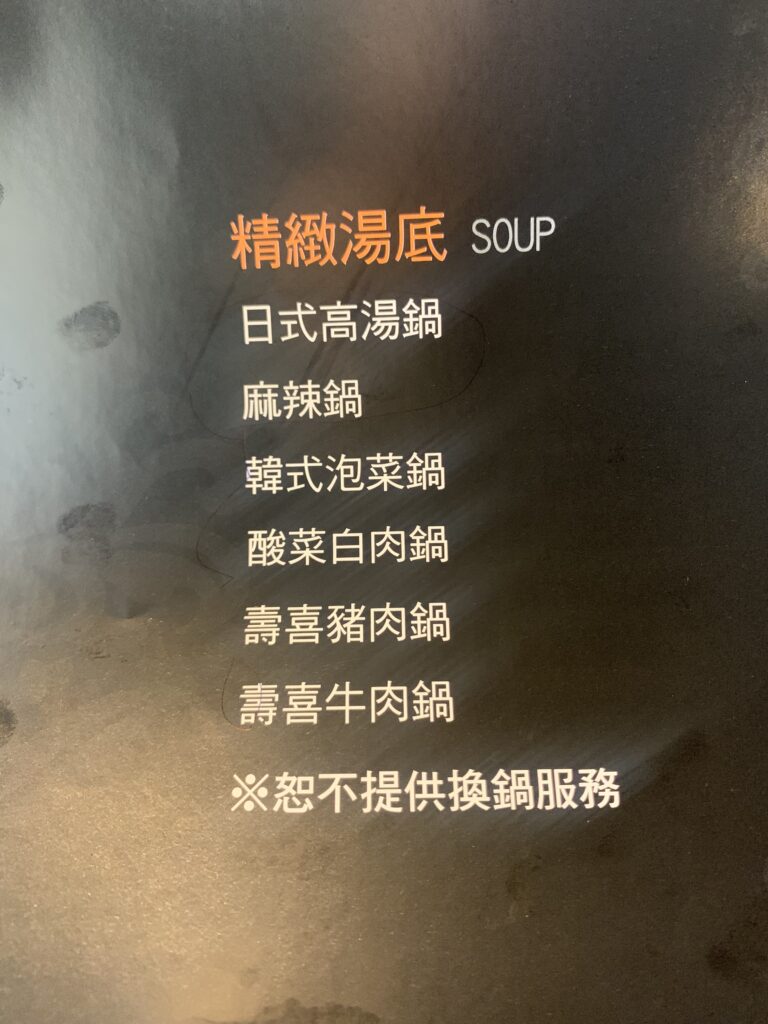 精緻湯底 SOUP
日式高湯鍋
麻辣鍋
韓式泡菜鍋
酸菜白肉鍋
壽喜豬肉鍋
壽喜牛肉鍋
※恕不提供換鍋服務